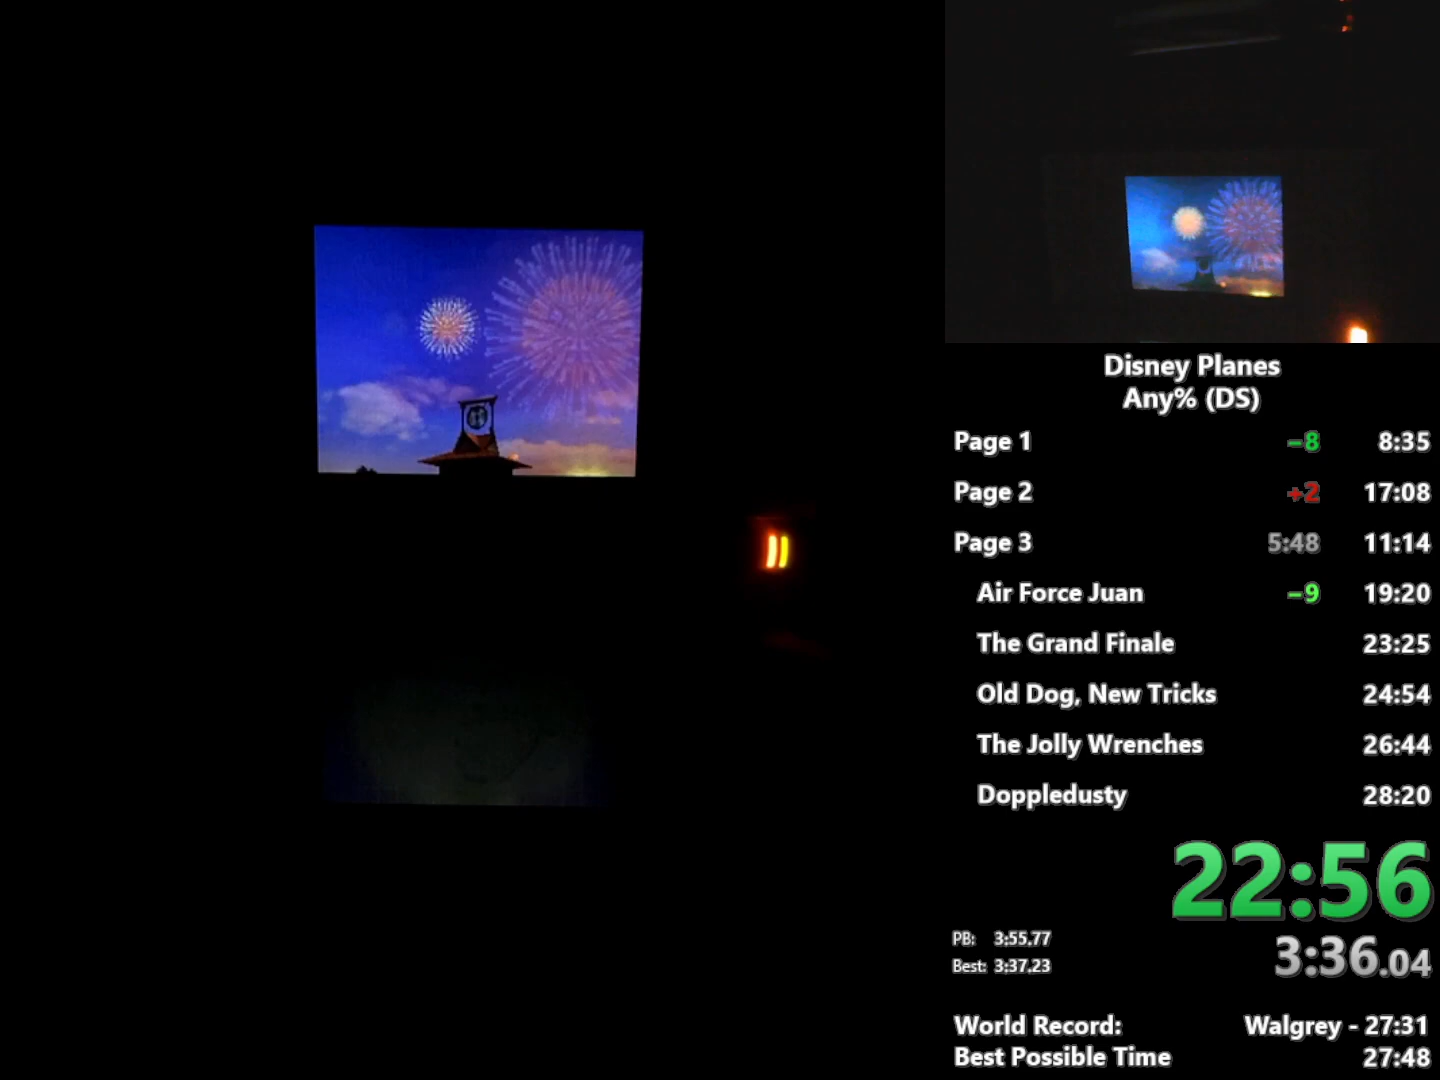 Disney Planes
Any% (DS)
Page 1 −8 8:35
Page 2 +2 17:08
Page 3 5:48 11:14
Air Force Juan −9 19:20
The Grand Finale 23:25
Old Dog, New Tricks 24:54
The Jolly Wrenches 26:44
Doppledusty 28:20
22:56
PB: 3:55.77
3:36.04
Best: 3:37.23
World Record: Walgrey - 27:31
Best Possible Time 27:48